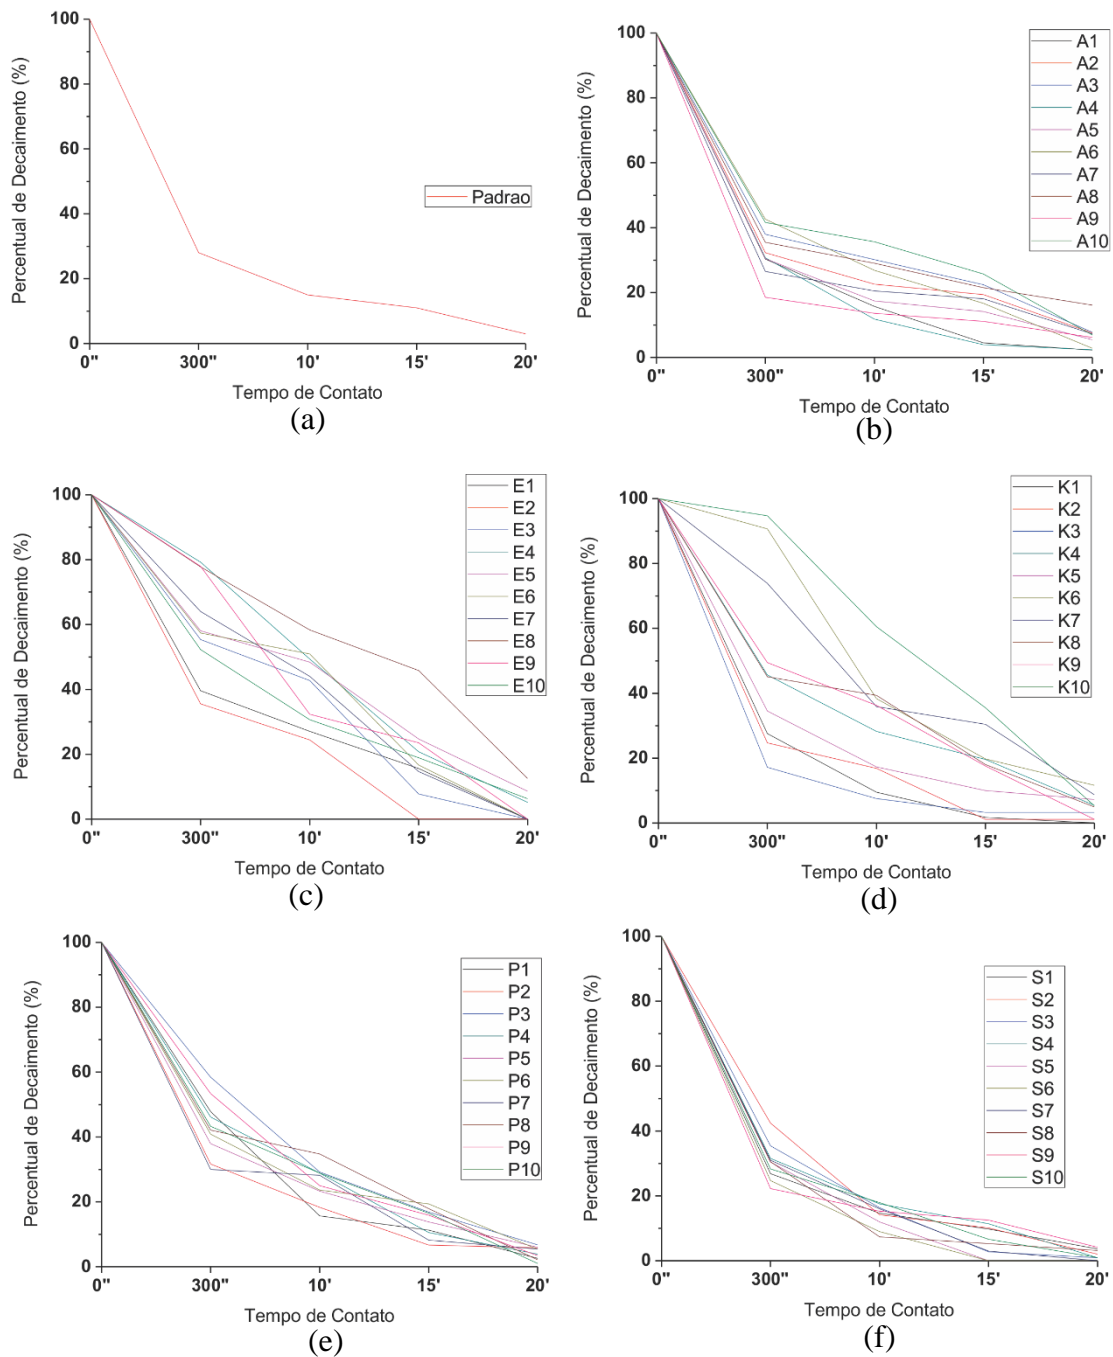 100
80
60
40
20
0
Percentual de Decaimento (%)
0" 300" 10' 15' 20'
Tempo de Contato
Padrao
(a)
100
80
60
40
20
0
Percentual de Decaimento (%)
0" 300" 10' 15' 20'
Tempo de Contato
A1
A2
A3
A4
A5
A6
A7
A8
A9
A10
(b)
100
80
60
40
20
0
Percentual de Decaimento (%)
0" 300" 10' 15' 20'
Tempo de Contato
E1
E2
E3
E4
E5
E6
E7
E8
E9
E10
(c)
100
80
60
40
20
0
Percentual de Decaimento (%)
0" 300" 10' 15' 20'
Tempo de Contato
K1
K2
K3
K4
K5
K6
K7
K8
K9
K10
(d)
100
80
60
40
20
0
Percentual de Decaimento (%)
0" 300" 10' 15' 20'
Tempo de Contato
P1
P2
P3
P4
P5
P6
P7
P8
P9
P10
(e)
100
80
60
40
20
0
Percentual de Decaimento (%)
0" 300" 10' 15' 20'
Tempo de Contato
S1
S2
S3
S4
S5
S6
S7
S8
S9
S10
(f)